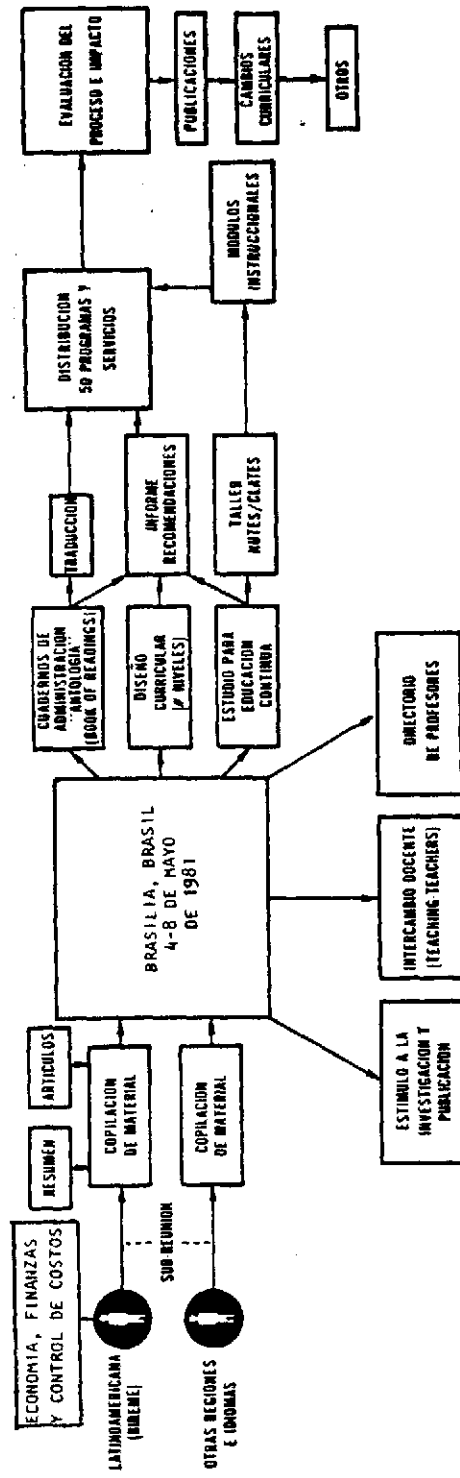 ECONOMIA, FINANZAS
Y CONTROL DE COSTOS
LATINOAMERICANA
(BIREME)
OTRAS REGIONES
E IDIOMAS
SUB-REUNION
RESUMEN
ARTICULOS
COPILACION
DE MATERIAL
COPILACION
DE MATERIAL
BRASILIA, BRASIL
4-8 DE MAYO
DE 1981
ESTIMULO A LA
INVESTIGACION Y
PUBLICACION
INTERCAMBIO DOCENTE
(TEACHING-TEACHERS)
DIRECTORIO
DE PROFESORES
CUADERNOS DE
ADMINISTRACION
"ANTOLOGIA"
(BOOK OF READINGS)
DISEÑO
CURRICULAR
(# NIVELES)
ESTUDIO PARA
EDUCACION
CONTINUA
TRADUCCION
INFORME
RECOMENDACIONES
TALLER
NUTES/CLATES
DISTRIBUCION
50 PROGRAMAS Y
SERVICIOS
MODULOS
INSTRUCCIONALES
EVALUACION DEL
PROCESO E IMPACTO
PUBLICACIONES
CAMBIOS
CURRICULARES
OTROS